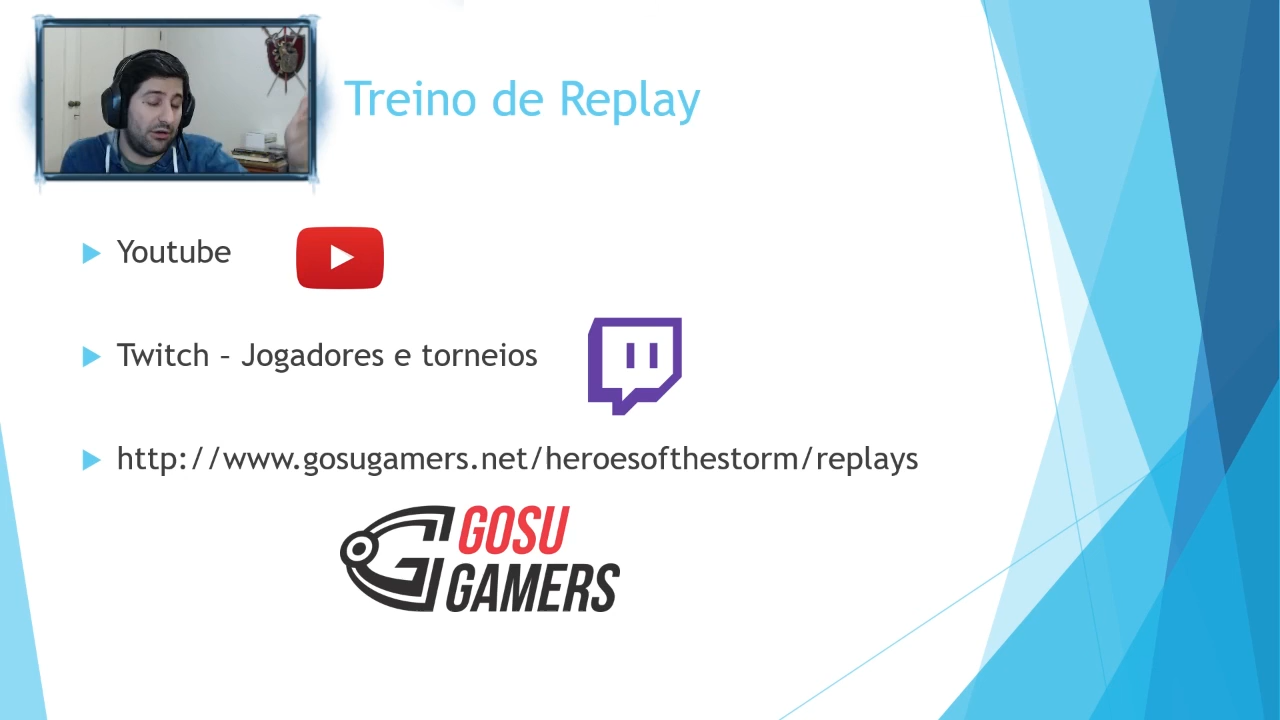 Treino de Replay
Youtube
Twitch – Jogadores e torneios
http://www.gosugamers.net/heroesofthestorm/replays
GOSU
GAMERS